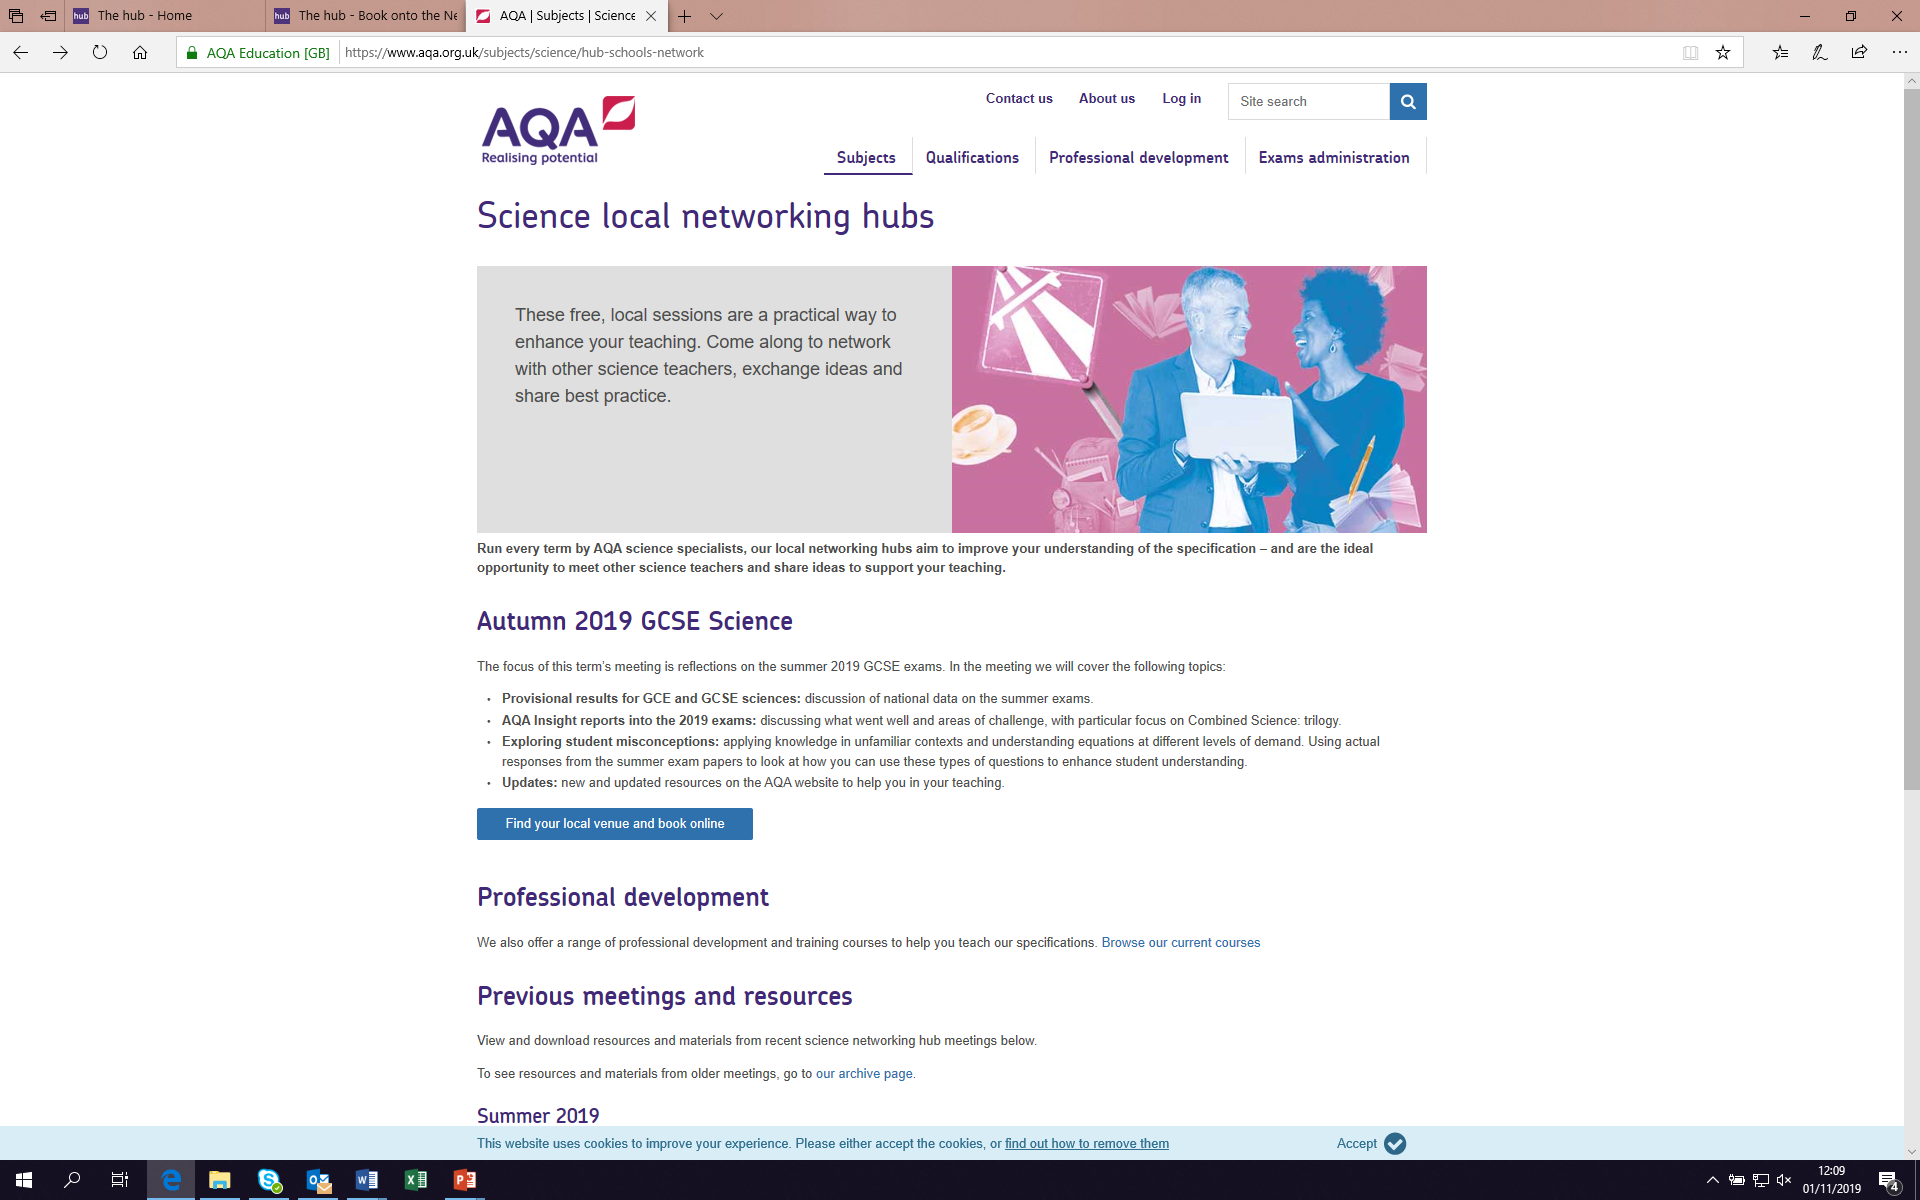 hub The hub - Home
hub The hub - Book onto the Ne
AQA | Subjects | Science
AQA Education [GB]
https://www.aqa.org.uk/subjects/science/hub-schools-network
Contact us About us Log in Site search
AQA
Realising potential
Subjects Qualifications Professional development Exams administration
Science local networking hubs
These free, local sessions are a practical way to
enhance your teaching. Come along to network
with other science teachers, exchange ideas and
share best practice.
Run every term by AQA science specialists, our local networking hubs aim to improve your understanding of the specification – and are the ideal
opportunity to meet other science teachers and share ideas to support your teaching.
Autumn 2019 GCSE Science
The focus of this term's meeting is reflections on the summer 2019 GCSE exams. In the meeting we will cover the following topics:
• Provisional results for GCE and GCSE sciences: discussion of national data on the summer exams.
• AQA Insight reports into the 2019 exams: discussing what went well and areas of challenge, with particular focus on Combined Science: trilogy.
• Exploring student misconceptions: applying knowledge in unfamiliar contexts and understanding equations at different levels of demand. Using actual
responses from the summer exam papers to look at how you can use these types of questions to enhance student understanding.
• Updates: new and updated resources on the AQA website to help you in your teaching.
Find your local venue and book online
Professional development
We also offer a range of professional development and training courses to help you teach our specifications. Browse our current courses
Previous meetings and resources
View and download resources and materials from recent science networking hub meetings below.
To see resources and materials from older meetings, go to our archive page.
Summer 2019
This website uses cookies to improve your experience. Please either accept the cookies, or find out how to remove them
Accept
12:09
01/11/2019
4